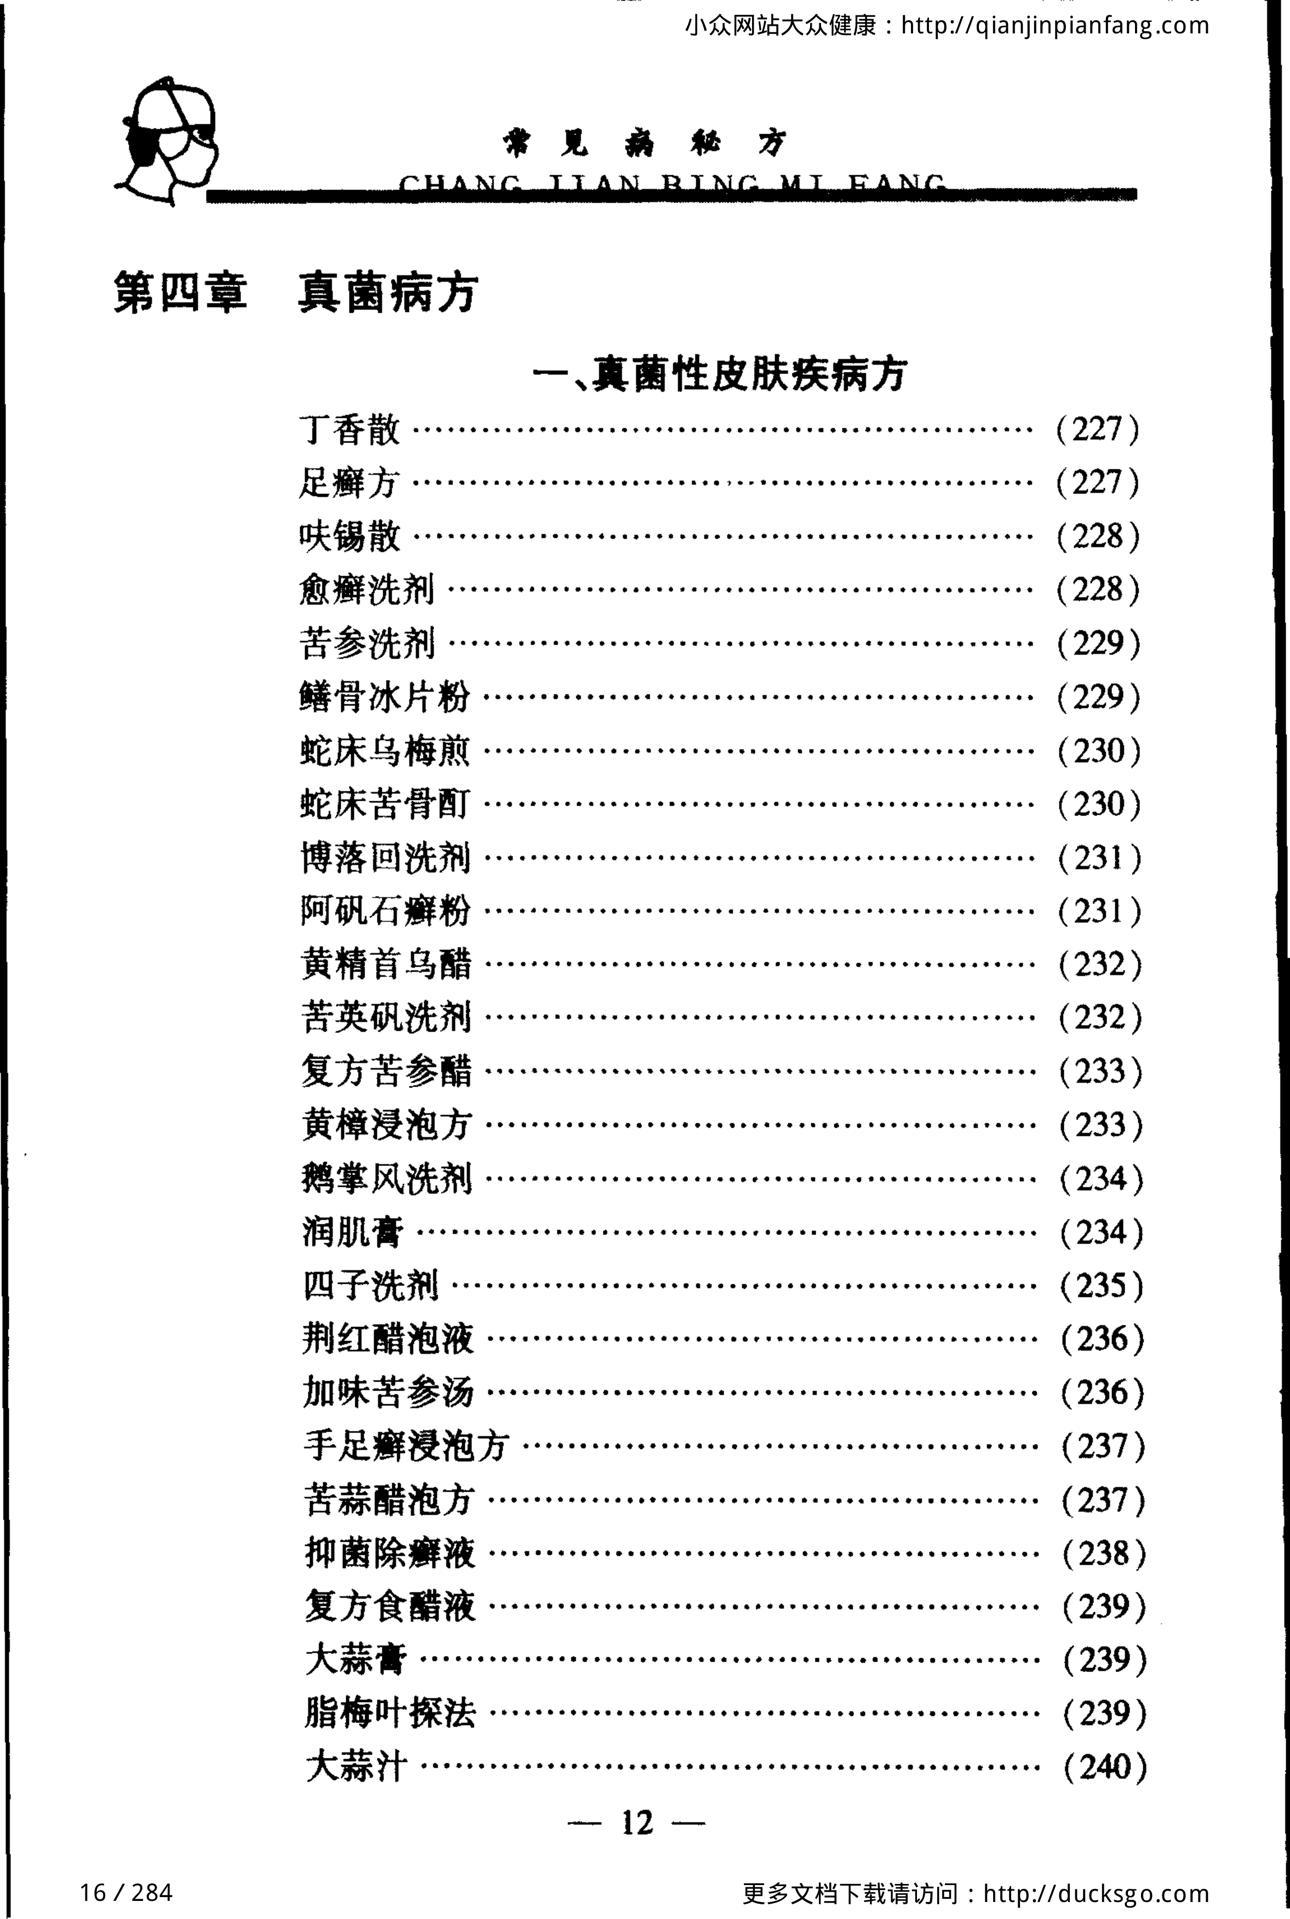 小众网站大众健康：http://qianjinpianfang.com
常见病秘方
CHANG JIAN BING MI FANG
第四章 真菌病方
一、真菌性皮肤疾病方
丁香散 …………………………………… (227)
足癣方 …………………………………… (227)
呋锡散 …………………………………… (228)
愈癣洗剂 …………………………………… (228)
苦参洗剂 …………………………………… (229)
鳝骨冰片粉 …………………………………… (229)
蛇床乌梅煎 …………………………………… (230)
蛇床苦骨酊 …………………………………… (230)
博落回洗剂 …………………………………… (231)
阿矾石癣粉 …………………………………… (231)
黄精首乌醋 …………………………………… (232)
苦英矾洗剂 …………………………………… (232)
复方苦参醋 …………………………………… (233)
黄樟浸泡方 …………………………………… (233)
鹅掌风洗剂 …………………………………… (234)
润肌膏 …………………………………… (234)
四子洗剂 …………………………………… (235)
荆红醋泡液 …………………………………… (236)
加味苦参汤 …………………………………… (236)
手足癣浸泡方 …………………………………… (237)
苦蒜醋泡方 …………………………………… (237)
抑菌除癣液 …………………………………… (238)
复方食醋液 …………………………………… (239)
大蒜膏 …………………………………… (239)
脂梅叶探法 …………………………………… (239)
大蒜汁 …………………………………… (240)
— 12 —
16 / 284
更多文档下载请访问：http://ducksgo.com